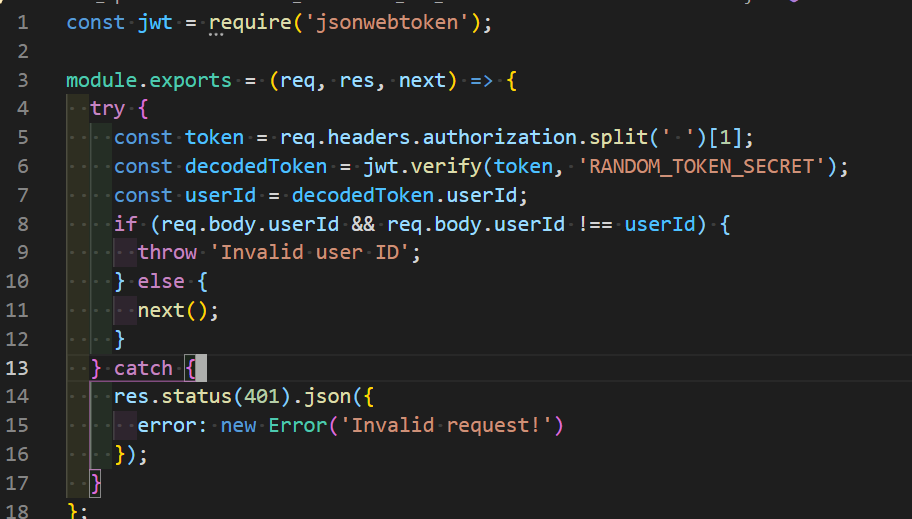 1 const jwt = require('jsonwebtoken');
2
3 module.exports = (req, res, next) => {
4   try {
5     const token = req.headers.authorization.split(' ')[1];
6     const decodedToken = jwt.verify(token, 'RANDOM_TOKEN_SECRET');
7     const userId = decodedToken.userId;
8     if (req.body.userId && req.body.userId !== userId) {
9       throw 'Invalid user ID';
10     } else {
11       next();
12     }
13   } catch {
14     res.status(401).json({
15       error: new Error('Invalid request!')
16     });
17   }
18 };